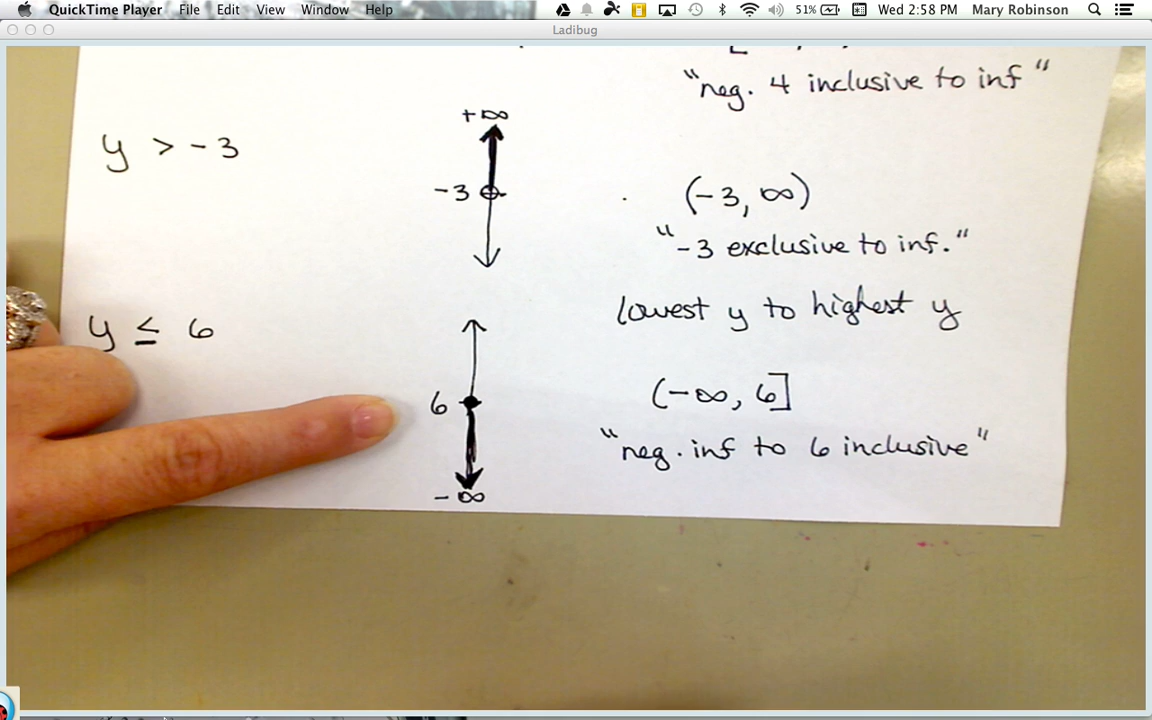 QuickTime Player File Edit View Window Help 51% Wed 2:58 PM Mary Robinson
Ladibug
"neg. 4 inclusive to inf"
+∞
y > -3
-3
(-3, ∞)
"-3 exclusive to inf."
lowest y to highest y
y ≤ 6
6
(-∞, 6]
"neg. inf to 6 inclusive"
-∞